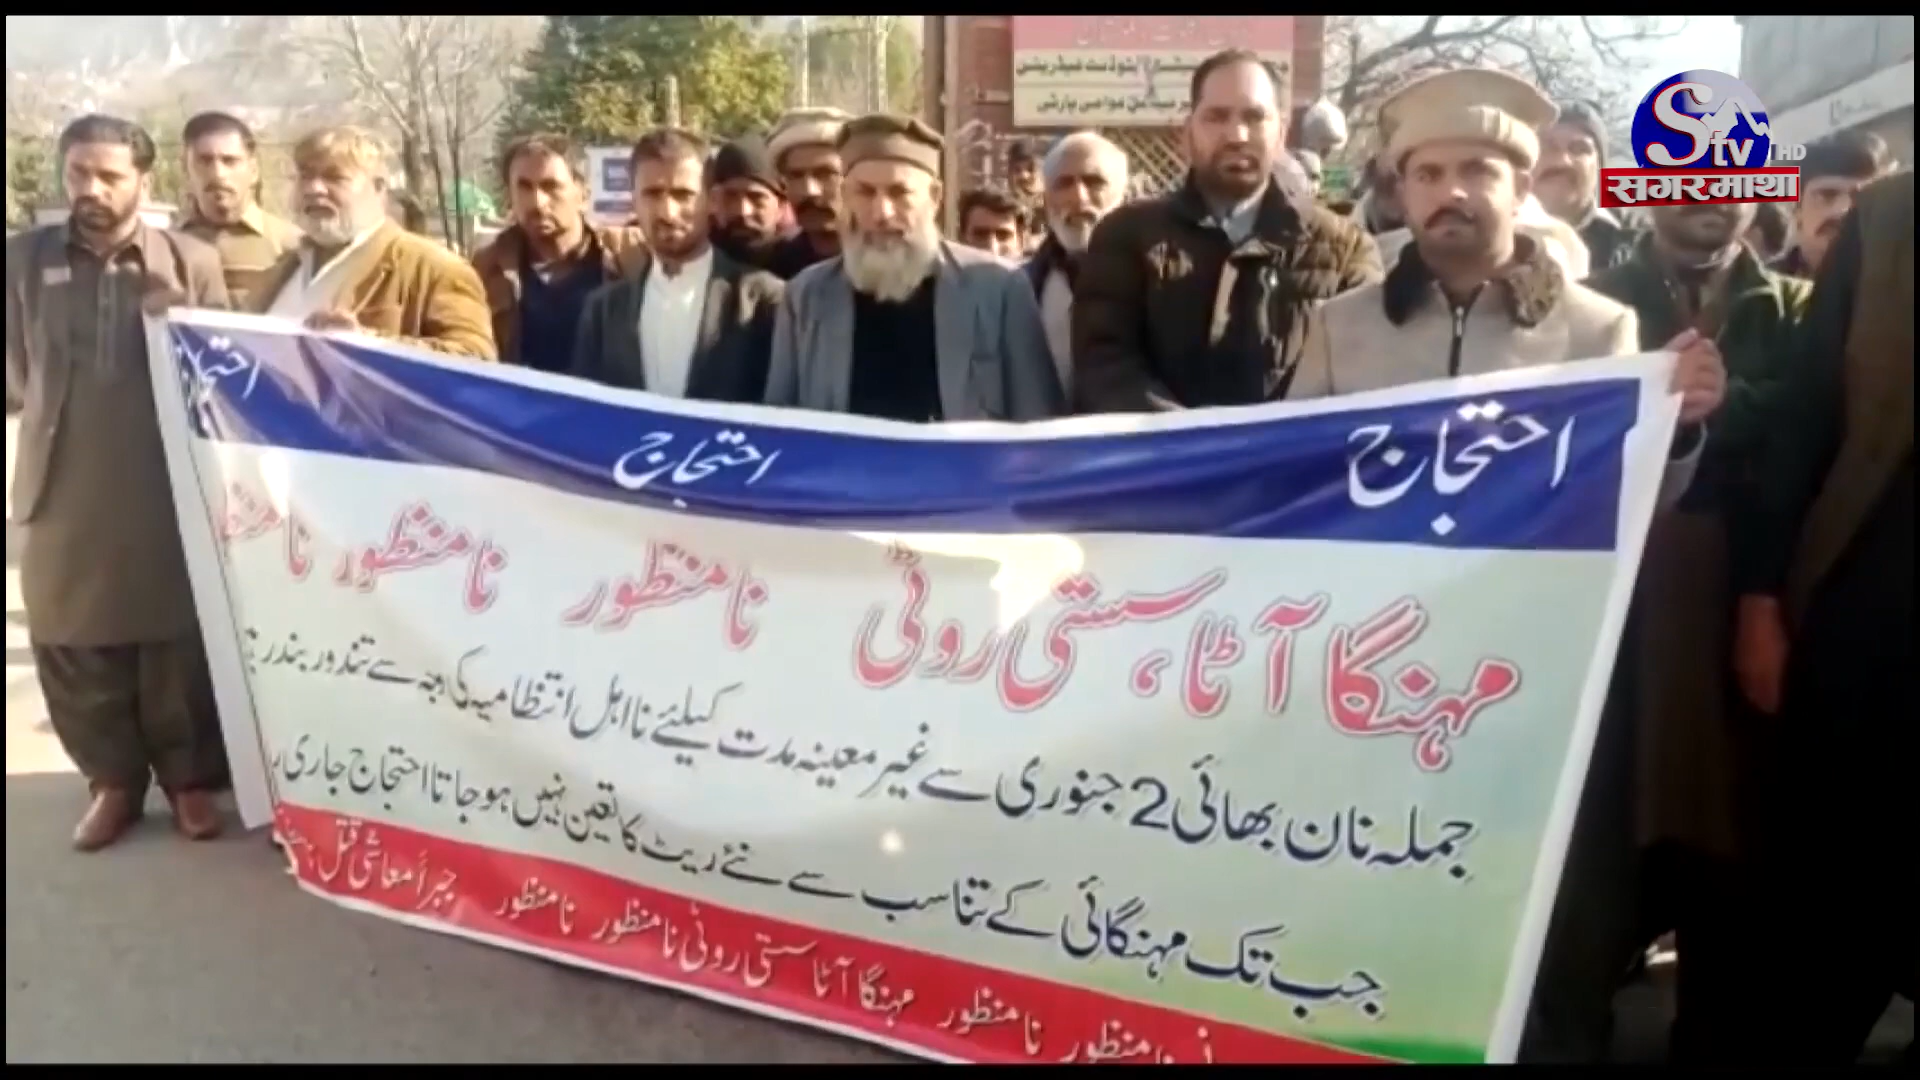 STV HD
सगरमाथा
احتجاج احتجاج احتجاج
مہنگا آٹا، سستی روٹی نامنظور نامنظور
جملہ نان بھائی 2 جنوری سے غیر معینہ مدت کیلئے نااہل انتظامیہ کی وجہ سے تندور بند
جب تک مہنگائی کے تناسب سے نئے ریٹ کا تعین نہیں ہوجاتا احتجاج جاری
نامنظور نامنظور مہنگا آٹا سستی روٹی نامنظور نامنظور جبراً معاشی قتل